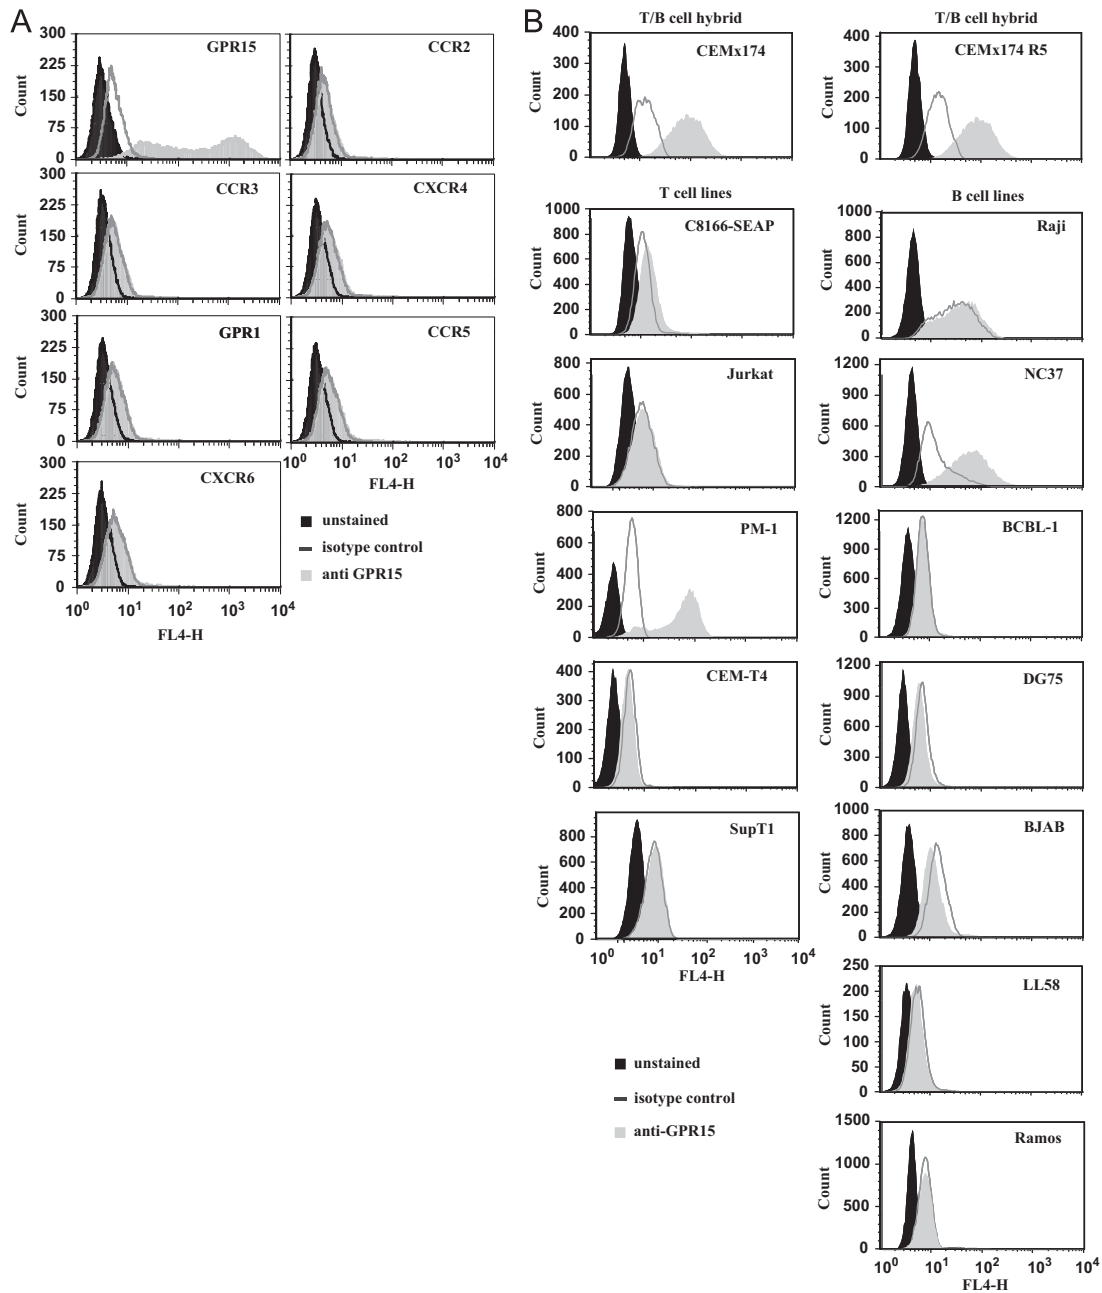 A
GPR15
300
225
150
75
0
Count
CCR2
CCR3
300
225
150
75
0
Count
CXCR4
GPR1
300
225
150
75
0
Count
CCR5
10^0 10^1 10^2 10^3 10^4
FL4-H
CXCR6
300
225
150
75
0
Count
10^0 10^1 10^2 10^3 10^4
FL4-H
unstained
isotype control
anti GPR15
B
T/B cell hybrid
CEMx174
400
300
200
100
0
Count
T/B cell hybrid
CEMx174 R5
400
300
200
100
0
Count
T cell lines
C8166-SEAP
1000
800
600
400
200
0
Count
B cell lines
Raji
1000
800
600
400
200
0
Count
Jurkat
800
600
400
200
0
Count
NC37
1200
900
600
300
0
Count
PM-1
800
600
400
200
0
Count
BCBL-1
1200
900
600
300
0
Count
CEM-T4
400
300
200
100
0
Count
DG75
1200
900
600
300
0
Count
SupT1
800
600
400
200
0
Count
10^0 10^1 10^2 10^3 10^4
FL4-H
BJAB
1000
800
600
400
200
0
Count
LL58
250
200
150
100
50
0
Count
unstained
isotype control
anti-GPR15
Ramos
1500
1000
500
0
Count
10^0 10^1 10^2 10^3 10^4
FL4-H